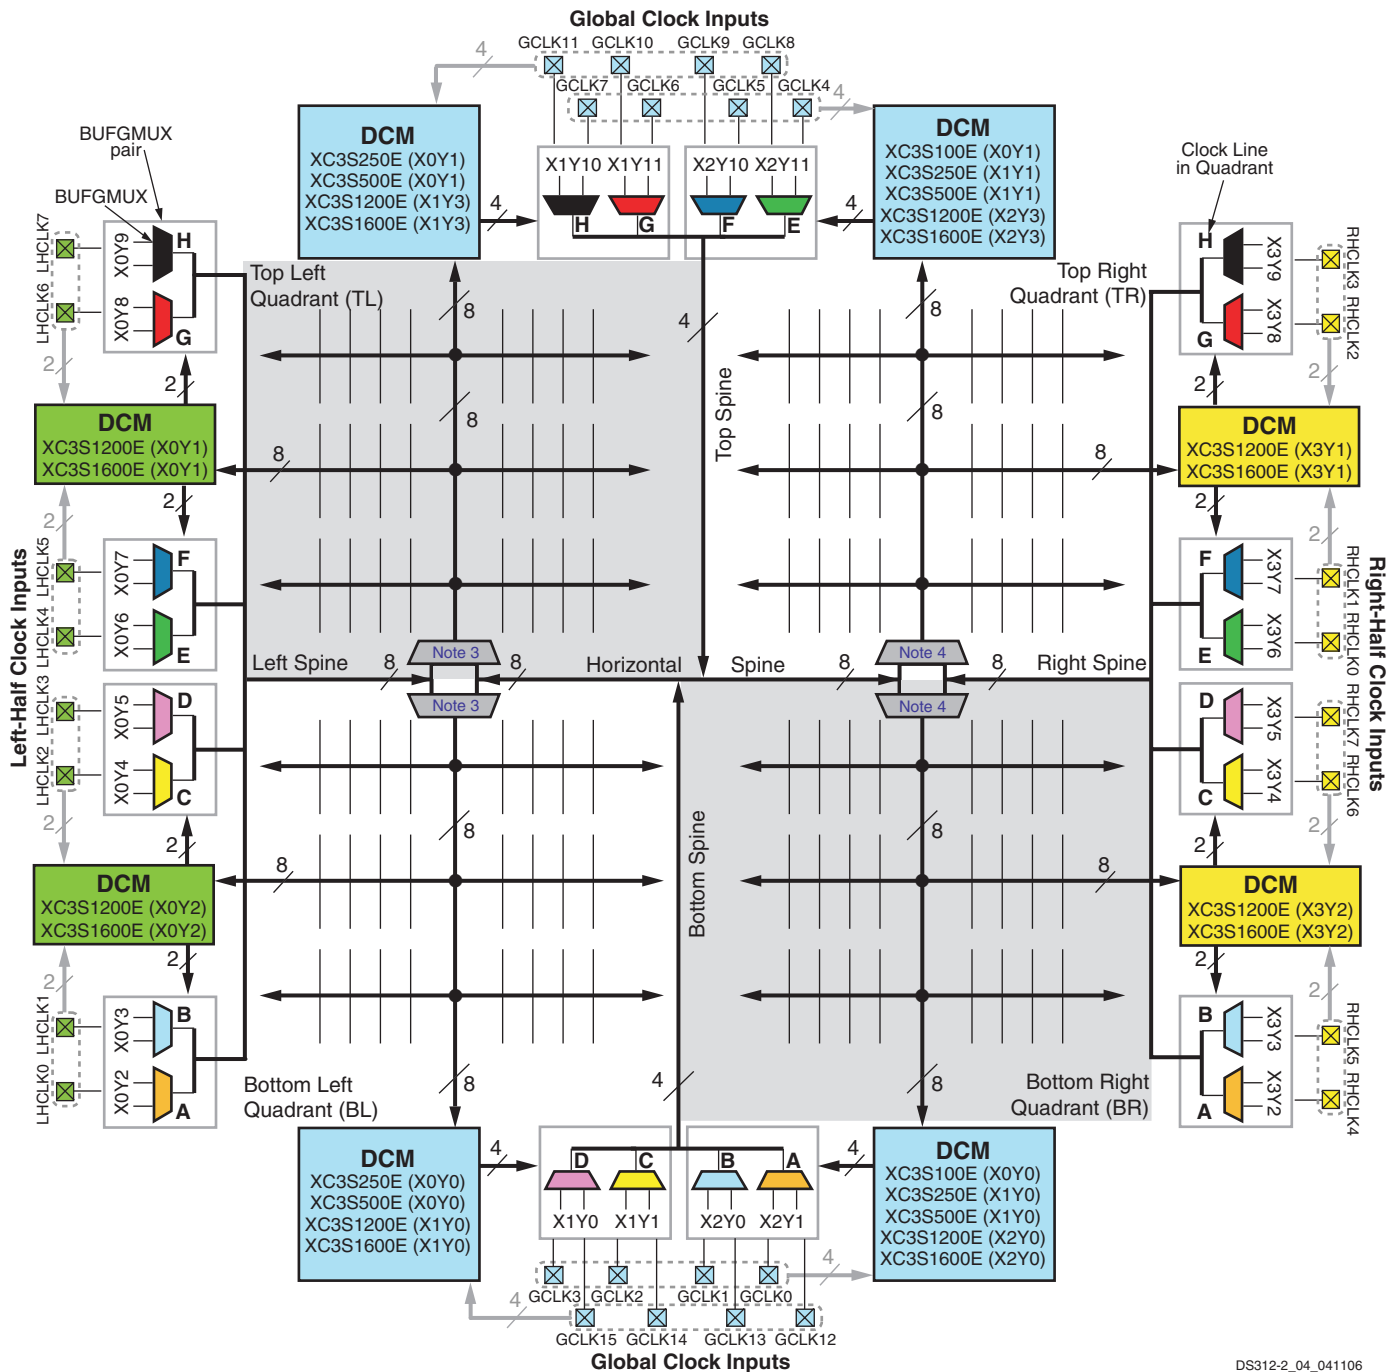 Global Clock Inputs
GCLK11 GCLK10 GCLK9 GCLK8
4
GCLK7 GCLK6 GCLK5 GCLK4
4
DCM
XC3S250E (X0Y1)
XC3S500E (X0Y1)
XC3S1200E (X1Y3)
XC3S1600E (X1Y3)
4
X1Y10 X1Y11
H G
X2Y10 X2Y11
F E
4
DCM
XC3S100E (X0Y1)
XC3S250E (X1Y1)
XC3S500E (X1Y1)
XC3S1200E (X2Y3)
XC3S1600E (X2Y3)
BUFGMUX
pair
BUFGMUX
Clock Line
in Quadrant
LHCLK7
LHCLK6
X0Y9
H
X0Y8
G
2
2
DCM
XC3S1200E (X0Y1)
XC3S1600E (X0Y1)
8
2
2
LHCLK5
LHCLK4
X0Y7
F
X0Y6
E
Left-Half Clock Inputs
LHCLK3
LHCLK2
X0Y5
D
X0Y4
C
2
2
DCM
XC3S1200E (X0Y2)
XC3S1600E (X0Y2)
8
2
2
LHCLK1
LHCLK0
X0Y3
B
X0Y2
A
Top Left
Quadrant (TL)
8
8
4
Top Spine
Top Right
Quadrant (TR)
8
8
Note 3
Note 3
Left Spine
8
8
Horizontal Spine
8
8
Right Spine
Note 4
Note 4
8
8
Bottom Spine
4
8
8
Bottom Left
Quadrant (BL)
Bottom Right
Quadrant (BR)
H
X3Y9
G
X3Y8
RHCLK3
RHCLK2
2
2
8
DCM
XC3S1200E (X3Y1)
XC3S1600E (X3Y1)
2
2
F
X3Y7
E
X3Y6
RHCLK1
RHCLK0
Right-Half Clock Inputs
D
X3Y5
C
X3Y4
RHCLK7
RHCLK6
2
2
8
DCM
XC3S1200E (X3Y2)
XC3S1600E (X3Y2)
2
2
B
X3Y3
A
X3Y2
RHCLK5
RHCLK4
DCM
XC3S250E (X0Y0)
XC3S500E (X0Y0)
XC3S1200E (X1Y0)
XC3S1600E (X1Y0)
4
D C
X1Y0 X1Y1
B A
X2Y0 X2Y1
4
DCM
XC3S100E (X0Y0)
XC3S250E (X1Y0)
XC3S500E (X1Y0)
XC3S1200E (X2Y0)
XC3S1600E (X2Y0)
4
GCLK3 GCLK2 GCLK1 GCLK0
4
GCLK15 GCLK14 GCLK13 GCLK12
Global Clock Inputs
DS312-2_04_041106